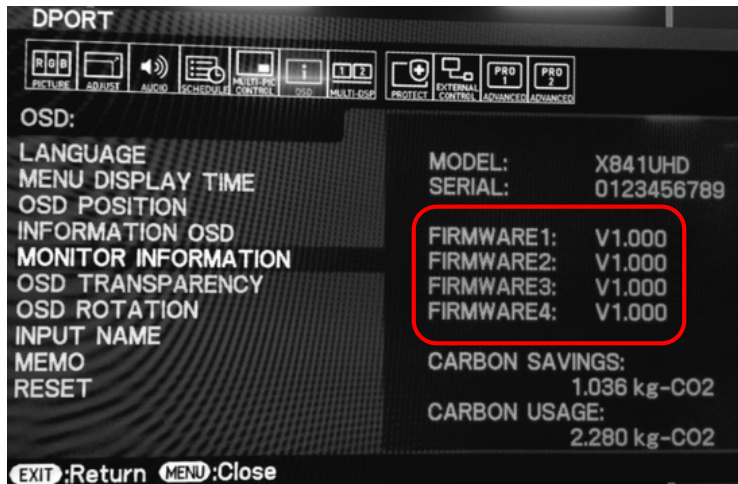 DPORT
RGB
PICTURE ADJUST AUDIO SCHEDULE MULTI-PIC CONTROL OSD MULTI-DSP PROTECT EXTERNAL CONTROL PRO 1 ADVANCED PRO 2 ADVANCED
OSD:
LANGUAGE
MENU DISPLAY TIME
OSD POSITION
INFORMATION OSD
MONITOR INFORMATION
OSD TRANSPARENCY
OSD ROTATION
INPUT NAME
MEMO
RESET
MODEL: X841UHD
SERIAL: 0123456789
FIRMWARE1: V1.000
FIRMWARE2: V1.000
FIRMWARE3: V1.000
FIRMWARE4: V1.000
CARBON SAVINGS:
1.036 kg-CO2
CARBON USAGE:
2.280 kg-CO2
EXIT:Return MENU:Close